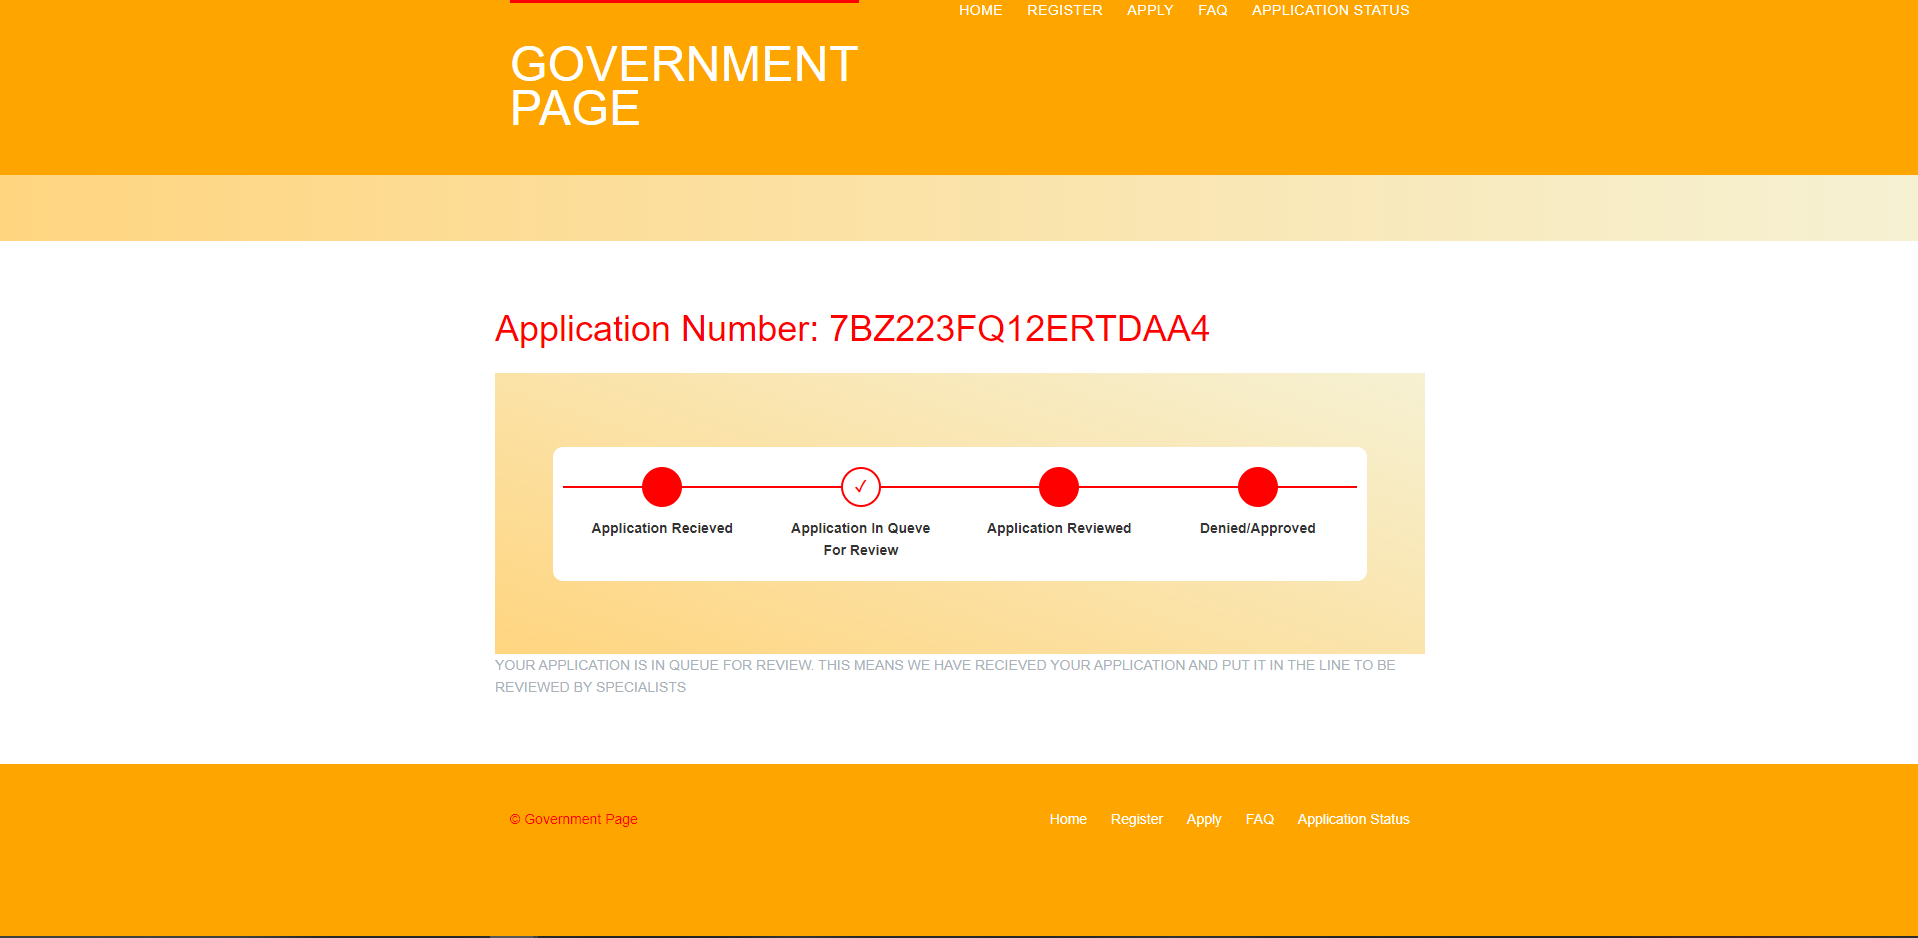 HOME REGISTER APPLY FAQ APPLICATION STATUS
GOVERNMENT
PAGE
Application Number: 7BZ223FQ12ERTDAA4
✓
Application Recieved
Application In Queve
For Review
Application Reviewed
Denied/Approved
YOUR APPLICATION IS IN QUEUE FOR REVIEW. THIS MEANS WE HAVE RECIEVED YOUR APPLICATION AND PUT IT IN THE LINE TO BE
REVIEWED BY SPECIALISTS
© Government Page
Home Register Apply FAQ Application Status